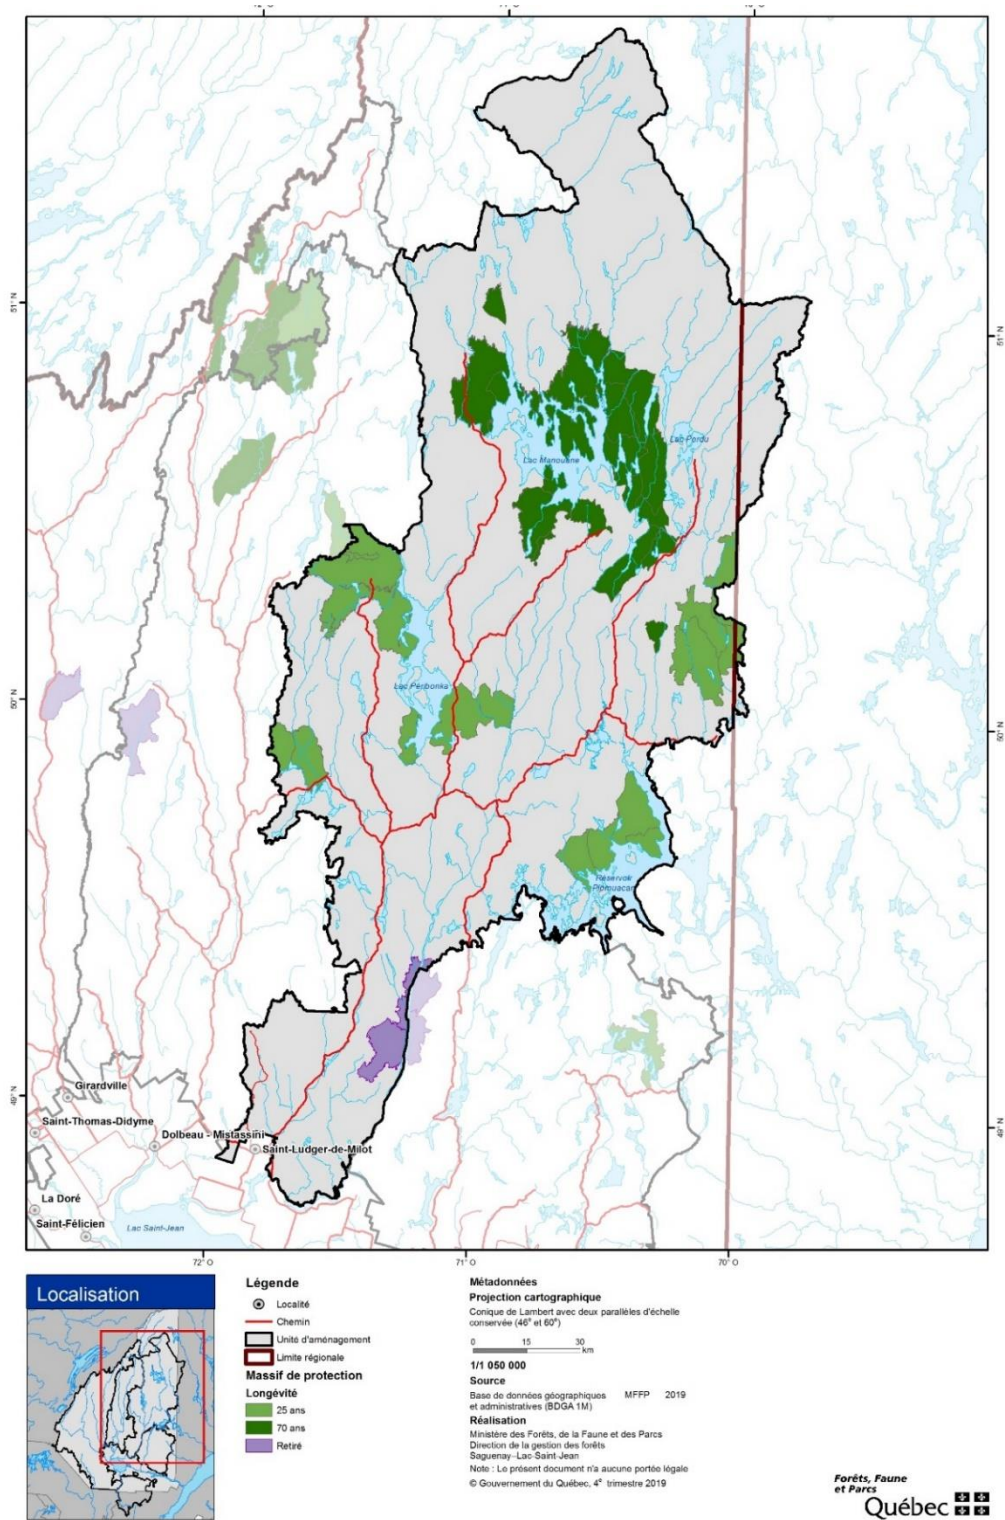 51° N
51° N
Lac Perdu
Lac Manouane
50° N
Lac Péribonka
50° N
Réservoir
Pipmuacan
49° N
Girardville
Saint-Thomas-Didyme
Dolbeau - Mistassini
Saint-Ludger-de-Milot
49° N
La Doré
Saint-Félicien
Lac Saint-Jean
72° O
71° O
70° O
Localisation
Légende
Localité
Chemin
Unité d'aménagement
Limite régionale
Massif de protection
Longévité
25 ans
70 ans
Retiré
Métadonnées
Projection cartographique
Conique de Lambert avec deux parallèles d'échelle
conservée (46° et 60°)
0 15 30
km
1/1 050 000
Source
Base de données géographiques MFFP 2019
et administratives (BDGA 1M)
Réalisation
Ministère des Forêts, de la Faune et des Parcs
Direction de la gestion des forêts
Saguenay–Lac-Saint-Jean
Note : Le présent document n'a aucune portée légale
© Gouvernement du Québec, 4e trimestre 2019
Forêts, Faune
et Parcs
Québec